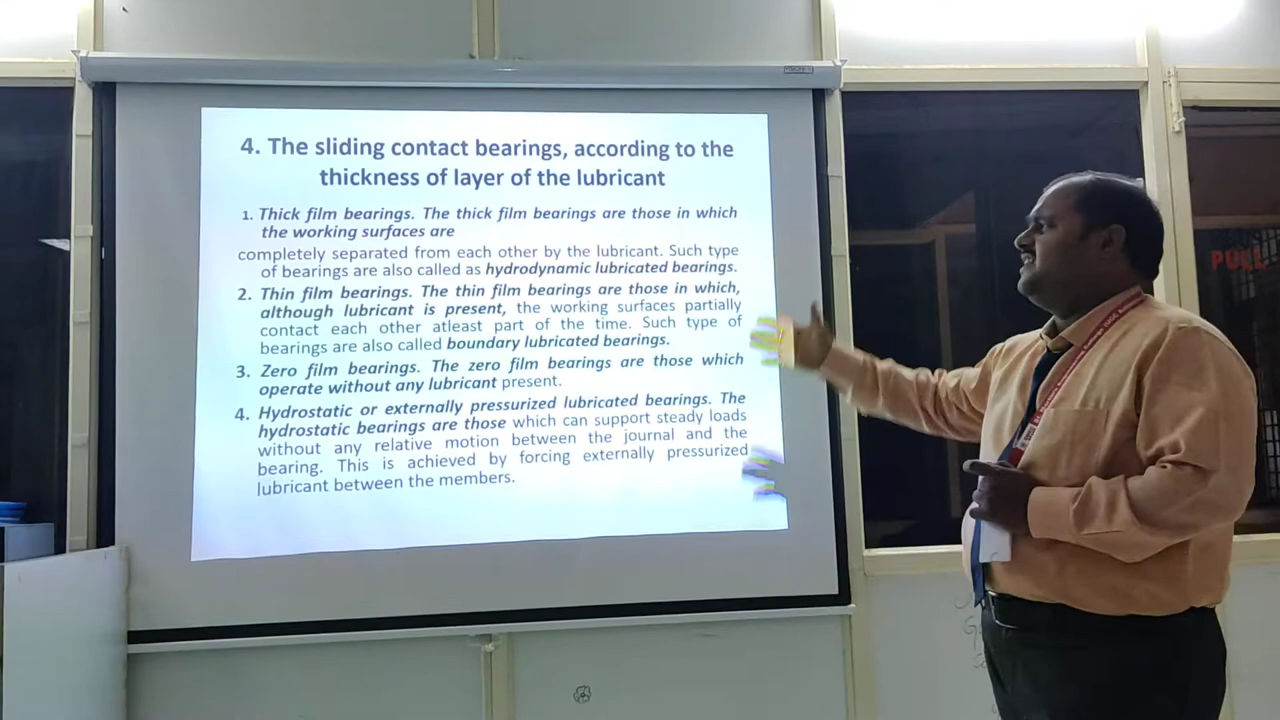 4. The sliding contact bearings, according to the
thickness of layer of the lubricant
1. Thick film bearings. The thick film bearings are those in which
the working surfaces are
completely separated from each other by the lubricant. Such type
of bearings are also called as hydrodynamic lubricated bearings.
2. Thin film bearings. The thin film bearings are those in which,
although lubricant is present, the working surfaces partially
contact each other atleast part of the time. Such type of
bearings are also called boundary lubricated bearings.
3. Zero film bearings. The zero film bearings are those which
operate without any lubricant present.
4. Hydrostatic or externally pressurized lubricated bearings. The
hydrostatic bearings are those which can support steady loads
without any relative motion between the journal and the
bearing. This is achieved by forcing externally pressurized
lubricant between the members.
PULL